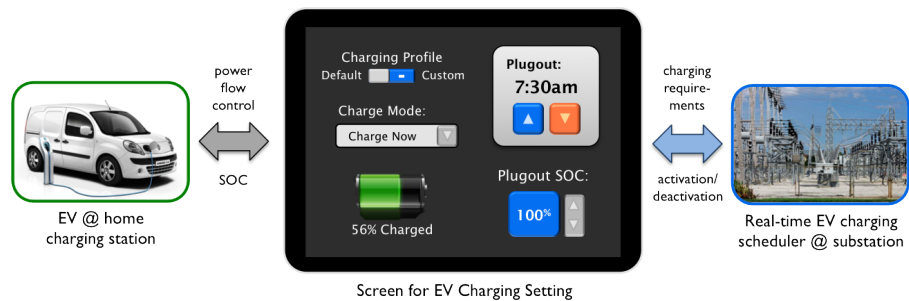 power
flow
control
SOC
EV @ home
charging station
Charging Profile
Default
Custom
Charge Mode:
Charge Now
56% Charged
Plugout:
7:30am
Plugout SOC:
100%
Screen for EV Charging Setting
charging
require-
ments
activation/
deactivation
Real-time EV charging
scheduler @ substation